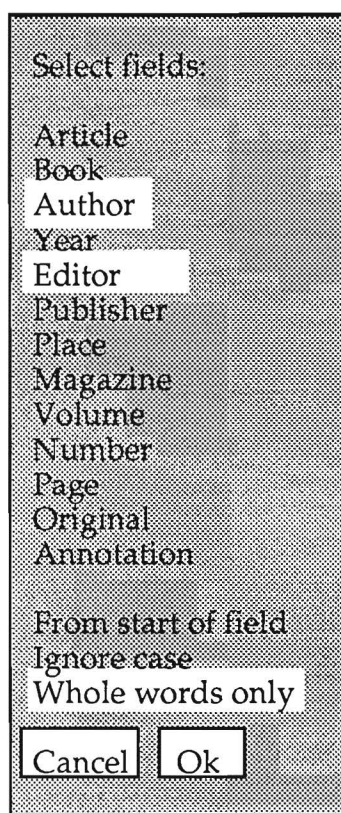 Select fields:
Article
Book
Author
Year
Editor
Publisher
Place
Magazine
Volume
Number
Page
Original
Annotation
From start of field
Ignore case
Whole words only
Cancel Ok